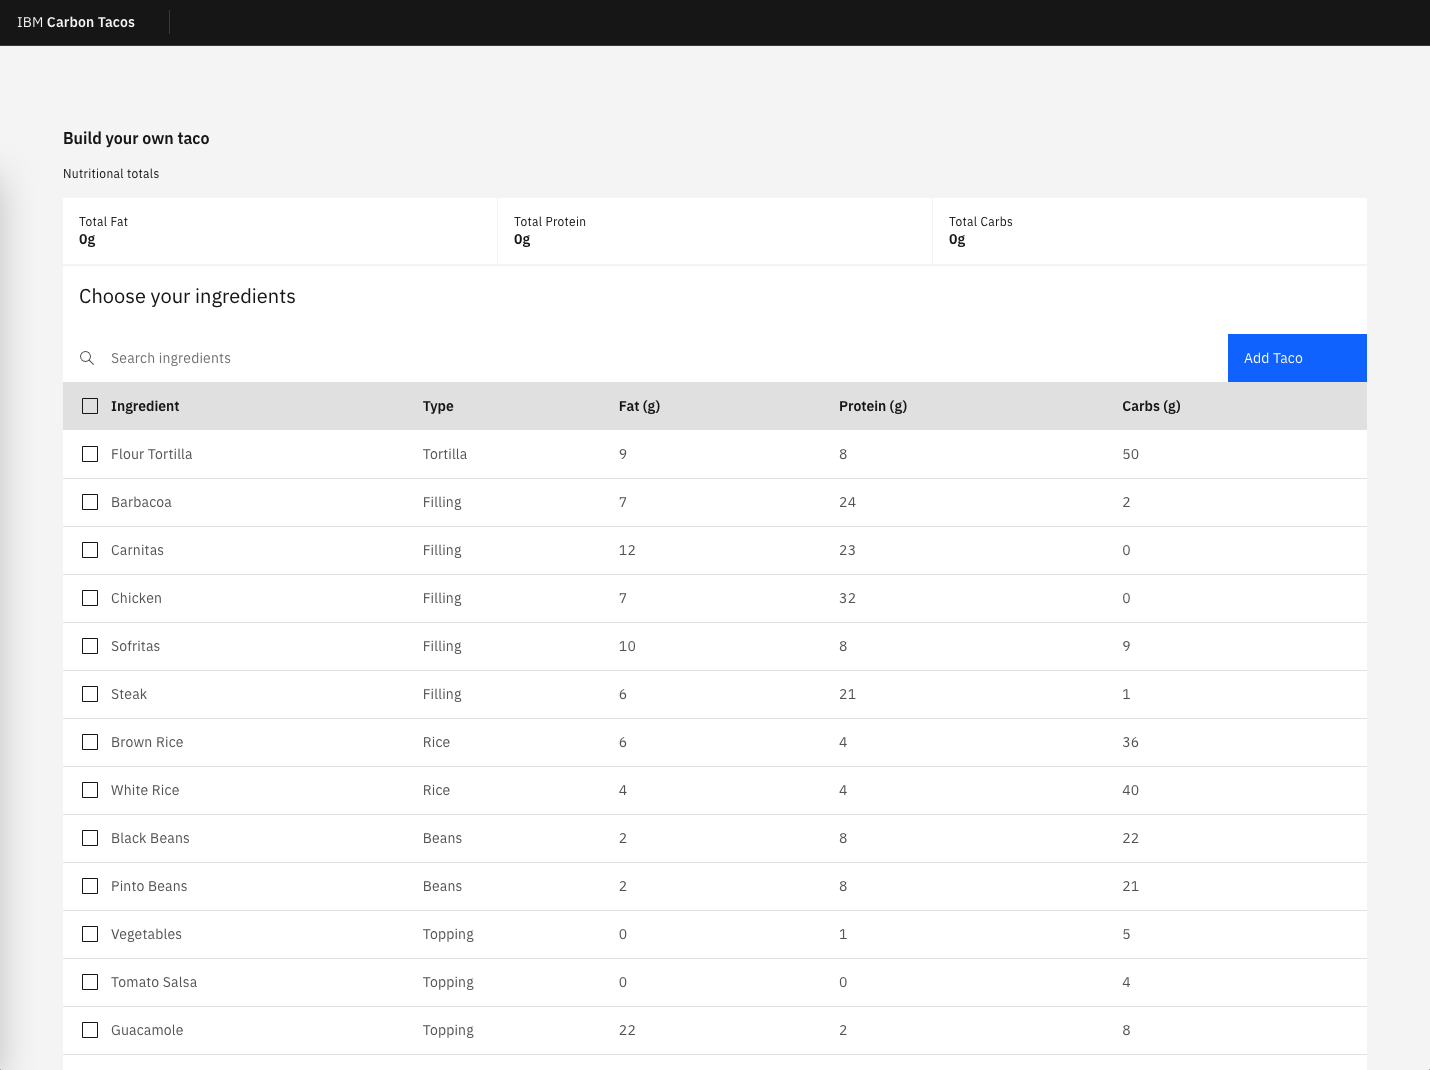 IBM Carbon Tacos
Build your own taco
Nutritional totals
Total Fat Total Protein Total Carbs
0g 0g 0g
Choose your ingredients
Search ingredients Add Taco
Ingredient Type Fat (g) Protein (g) Carbs (g)
Flour Tortilla Tortilla 9 8 50
Barbacoa Filling 7 24 2
Carnitas Filling 12 23 0
Chicken Filling 7 32 0
Sofritas Filling 10 8 9
Steak Filling 6 21 1
Brown Rice Rice 6 4 36
White Rice Rice 4 4 40
Black Beans Beans 2 8 22
Pinto Beans Beans 2 8 21
Vegetables Topping 0 1 5
Tomato Salsa Topping 0 0 4
Guacamole Topping 22 2 8